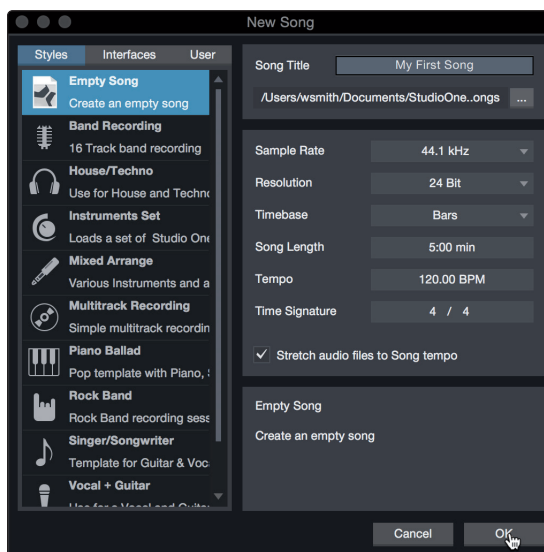 New Song
Styles Interfaces User
Empty Song
Create an empty song
Band Recording
16 Track band recording
House/Techno
Use for House and Techno
Instruments Set
Loads a set of Studio One
Mixed Arrange
Various Instruments and a
Multitrack Recording
Simple multitrack recordin
Piano Ballad
Pop template with Piano,
Rock Band
Rock Band recording sess
Singer/Songwriter
Template for Guitar & Voc
Vocal + Guitar
Song Title My First Song
/Users/wsmith/Documents/StudioOne..ongs ...
Sample Rate 44.1 kHz
Resolution 24 Bit
Timebase Bars
Song Length 5:00 min
Tempo 120.00 BPM
Time Signature 4 / 4
Stretch audio files to Song tempo
Empty Song
Create an empty song
Cancel OK